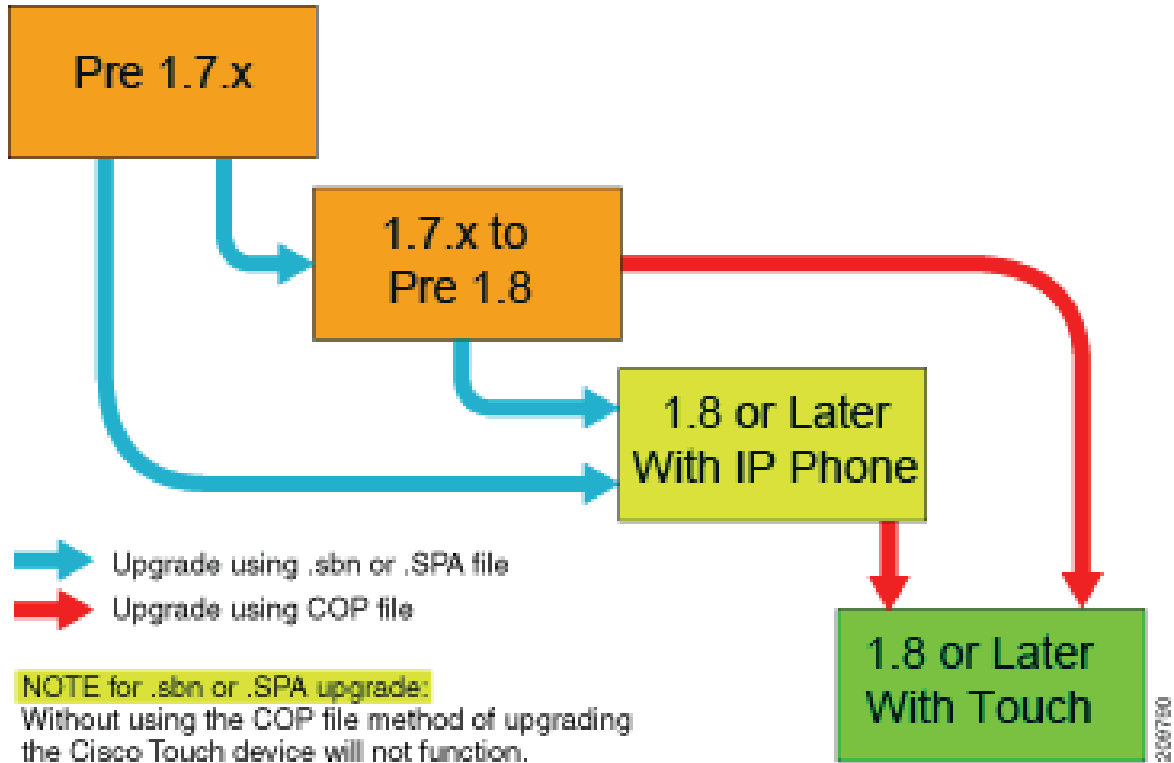 Pre 1.7.x
1.7.x to
Pre 1.8
1.8 or Later
With IP Phone
Upgrade using .sbn or .SPA file
Upgrade using COP file
1.8 or Later
With Touch
NOTE for .sbn or .SPA upgrade:
Without using the COP file method of upgrading
the Cisco Touch device will not function.